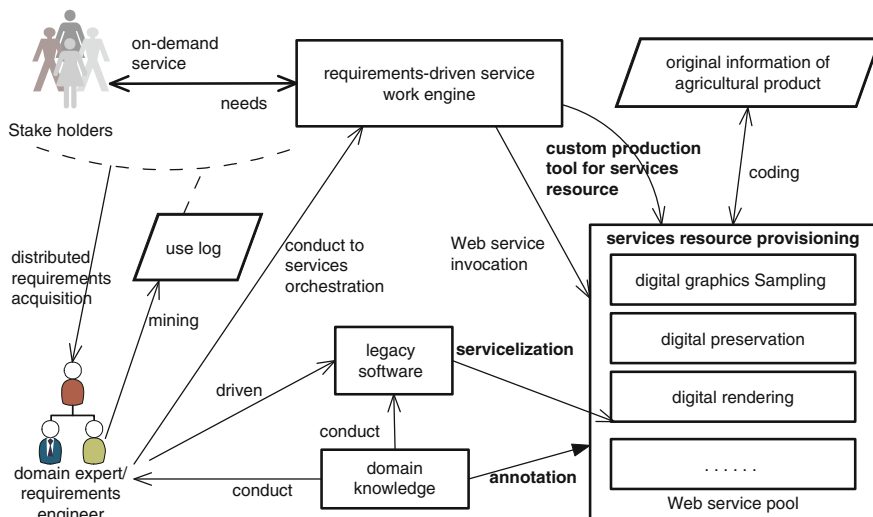 on-demand
service
needs
Stake holders
requirements-driven service
work engine
original information of
agricultural product
custom production
tool for services
resource
coding
distributed
requirements
acquisition
use log
mining
conduct to
services
orchestration
Web service
invocation
services resource provisioning
digital graphics Sampling
digital preservation
digital rendering
. . . . . .
Web service pool
legacy
software
servicelization
driven
conduct
domain
knowledge
annotation
conduct
domain expert/
requirements
engineer